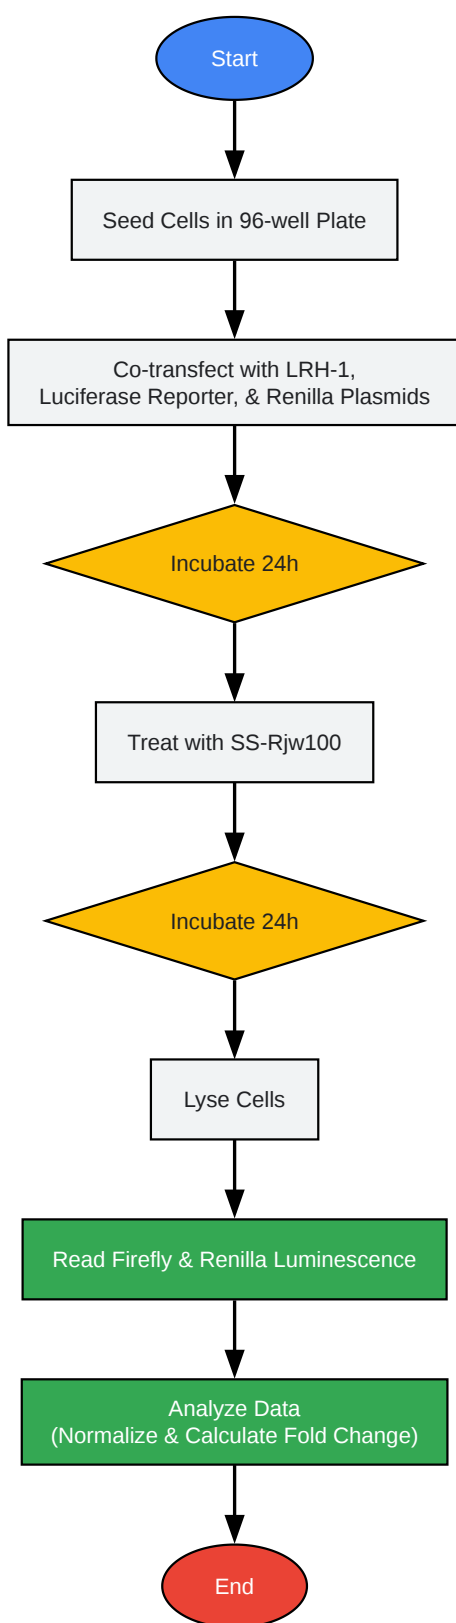 Start
Seed Cells in 96-well Plate
Co-transfect with LRH-1,
Luciferase Reporter, & Renilla Plasmids
Incubate 24h
Treat with SS-Rjw100
Incubate 24h
Lyse Cells
Read Firefly & Renilla Luminescence
Analyze Data
(Normalize & Calculate Fold Change)
End